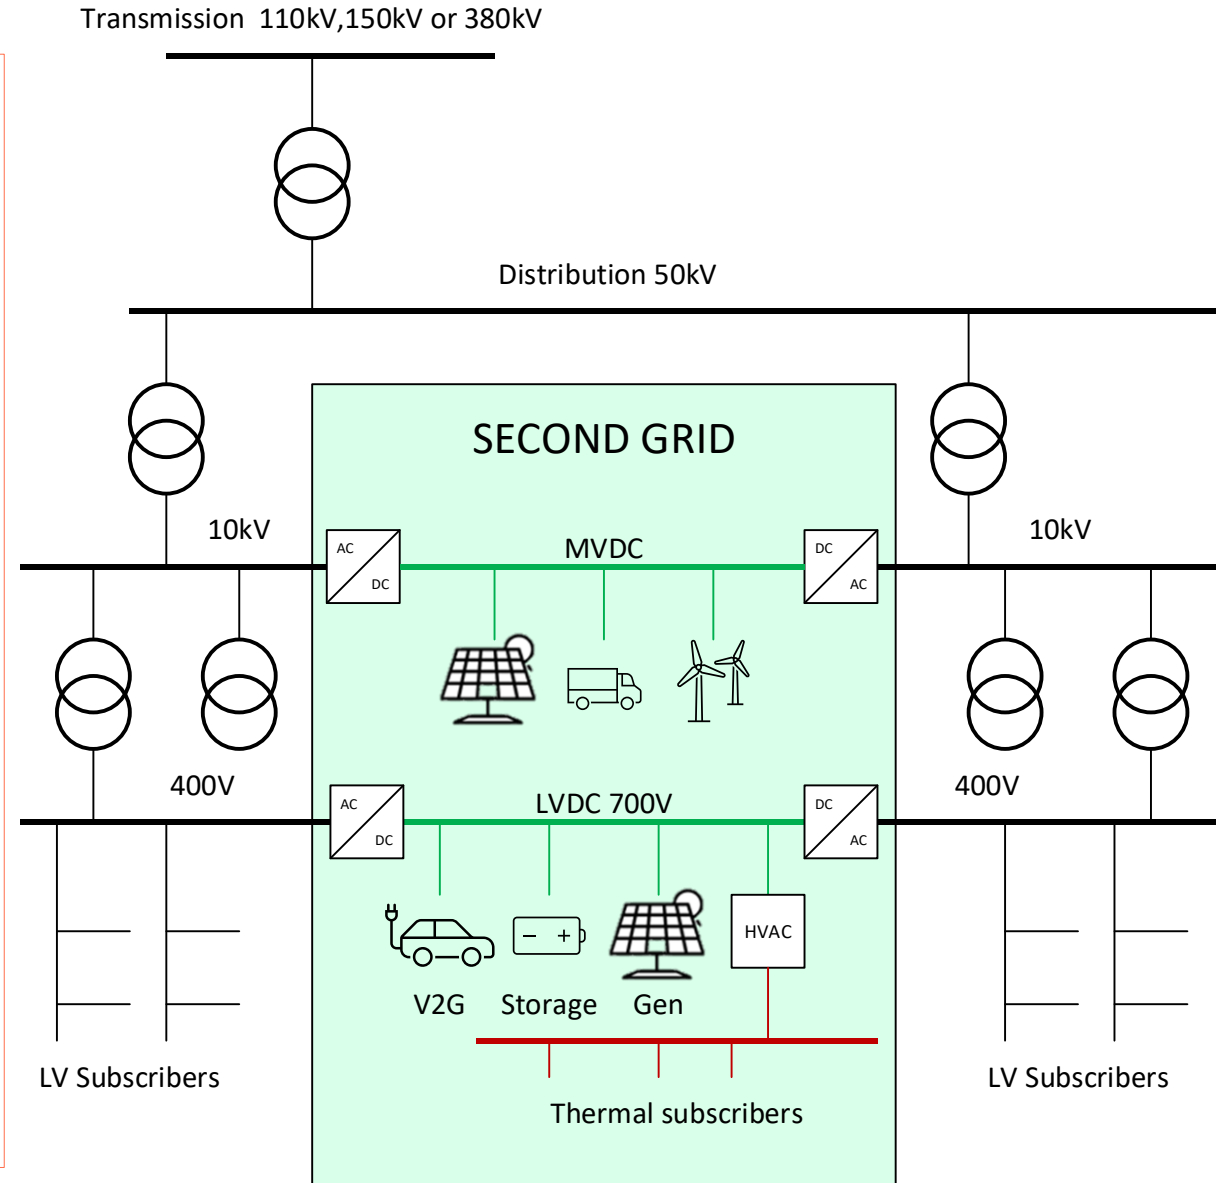 Transmission  110kV,150kV or 380kV
Distribution 50kV
SECOND GRID
10kV
10kV
AC
DC
MVDC
DC
AC
400V
400V
AC
DC
LVDC 700V
DC
AC
HVAC
− +
V2G
Storage
Gen
LV Subscribers
LV Subscribers
Thermal subscribers